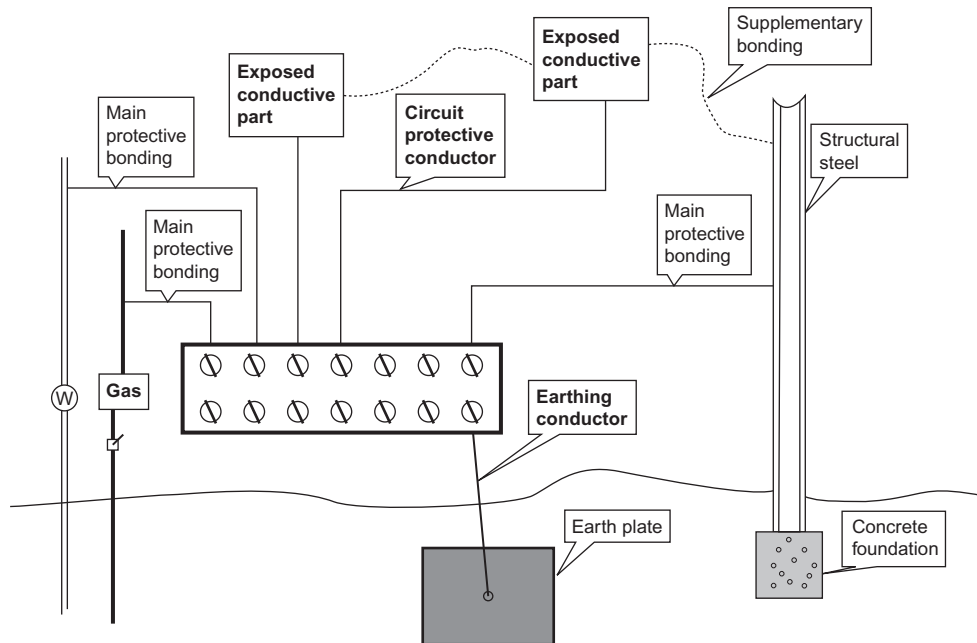 Supplementary
bonding
Exposed
conductive
part
Exposed
conductive
part
Main
protective
bonding
Circuit
protective
conductor
Structural
steel
Main
protective
bonding
Main
protective
bonding
Gas
W
Earthing
conductor
Earth plate
Concrete
foundation